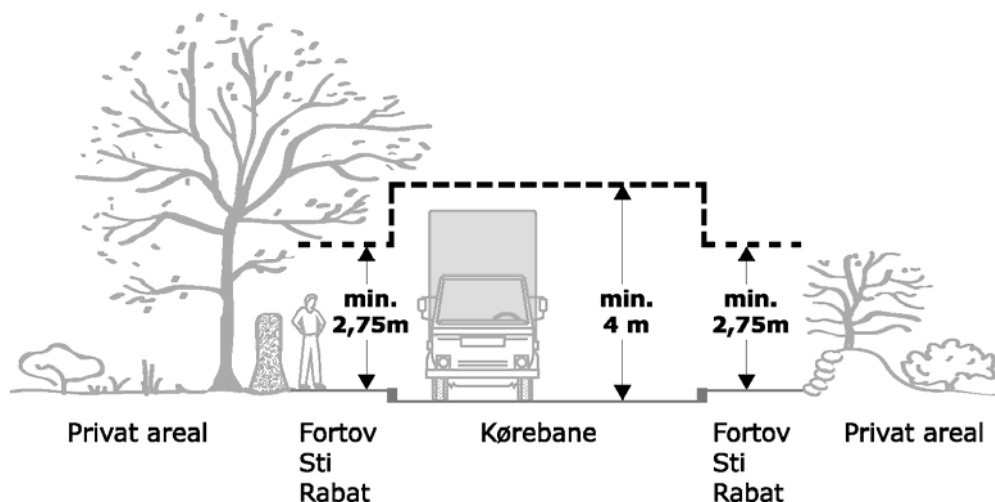 min.
2,75m
min.
4 m
min.
2,75m
Privat areal
Fortov
Sti
Rabat
Kørebane
Fortov
Sti
Rabat
Privat areal